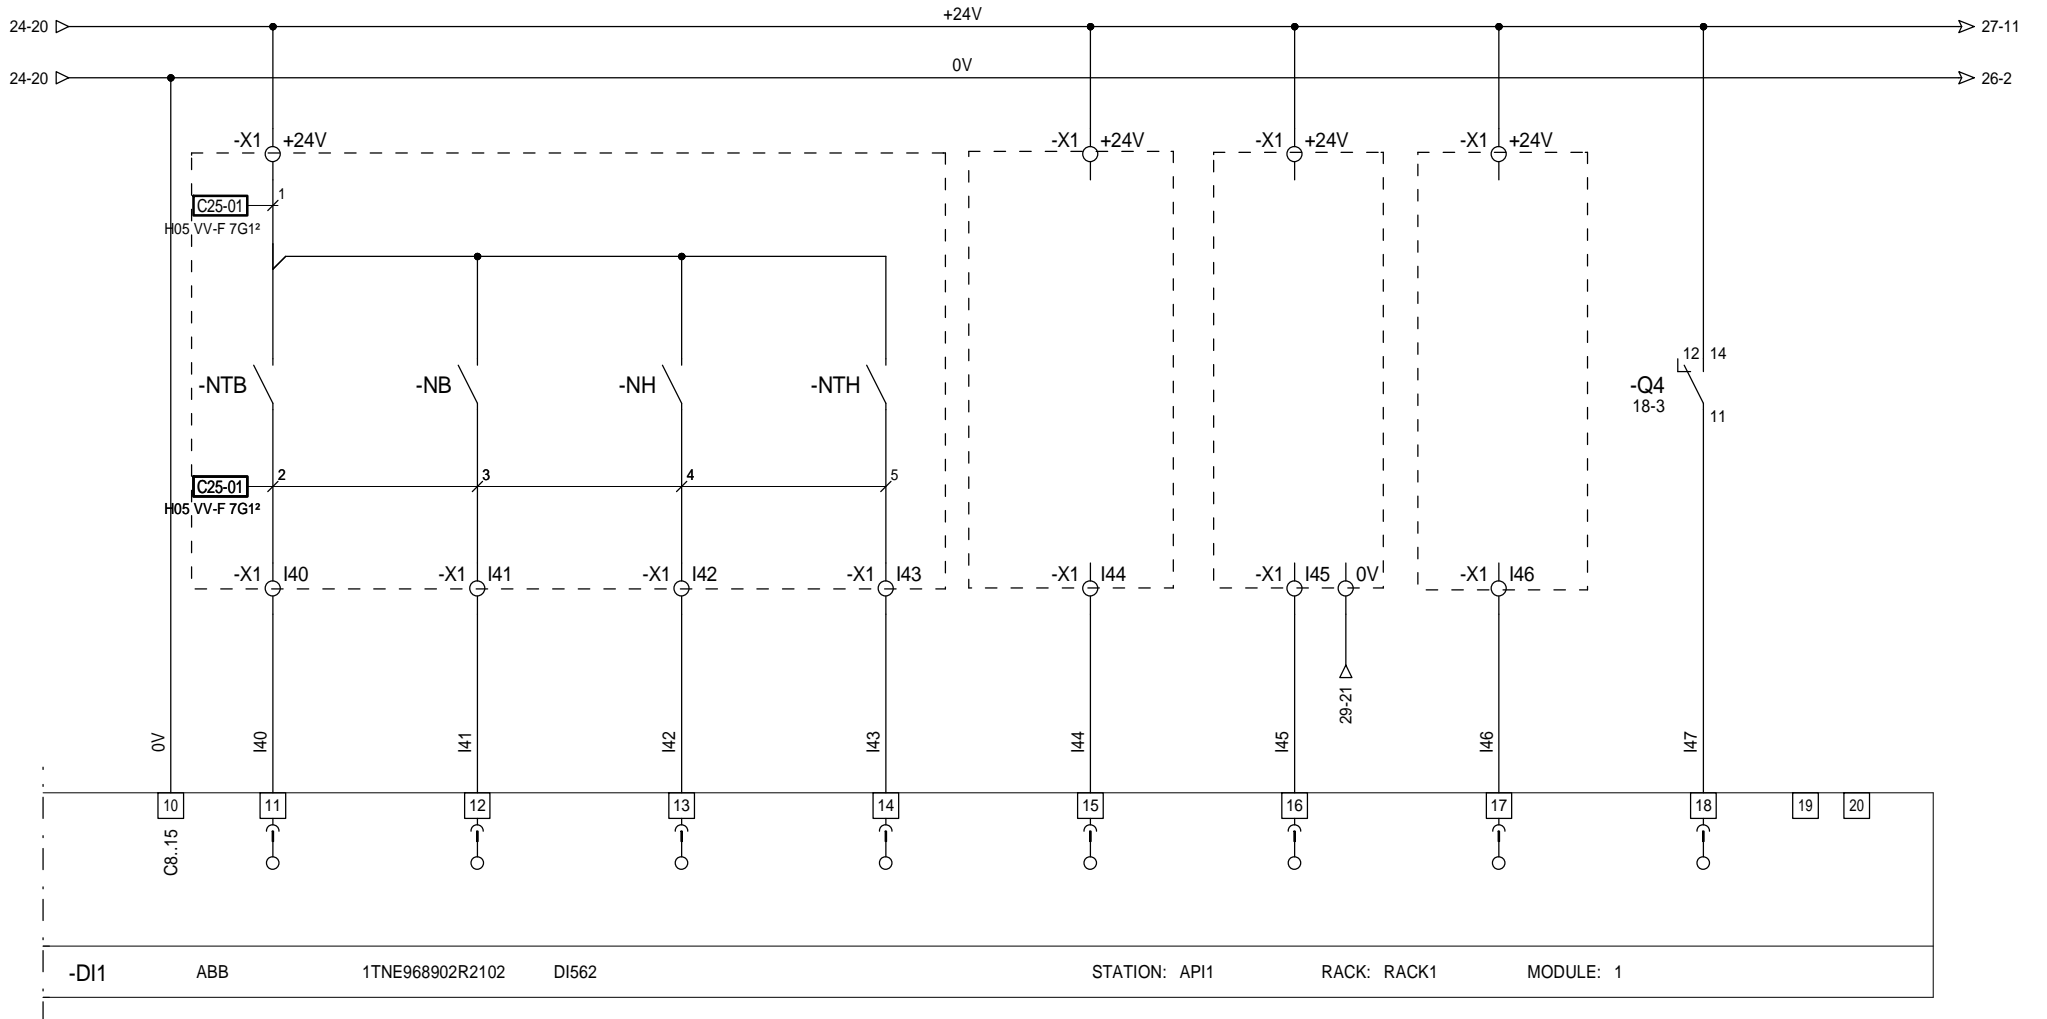 24-20
+24V
27-11
24-20
0V
26-2
-X1 +24V
-X1 +24V
-X1 +24V
-X1 +24V
C25-01
1
H05 VV-F 7G1²
12 14
-NTB
-NB
-NH
-NTH
-Q4
18-3
11
C25-01
2
3
4
5
H05 VV-F 7G1²
-X1 I40
-X1 I41
-X1 I42
-X1 I43
-X1 I44
-X1 I45
0V
-X1 I46
29-21
0V
I40
I41
I42
I43
I44
I45
I46
I47
10
11
12
13
14
15
16
17
18
19
20
C8..15
-DI1 ABB 1TNE968902R2102 DI562 STATION: API1 RACK: RACK1 MODULE: 1